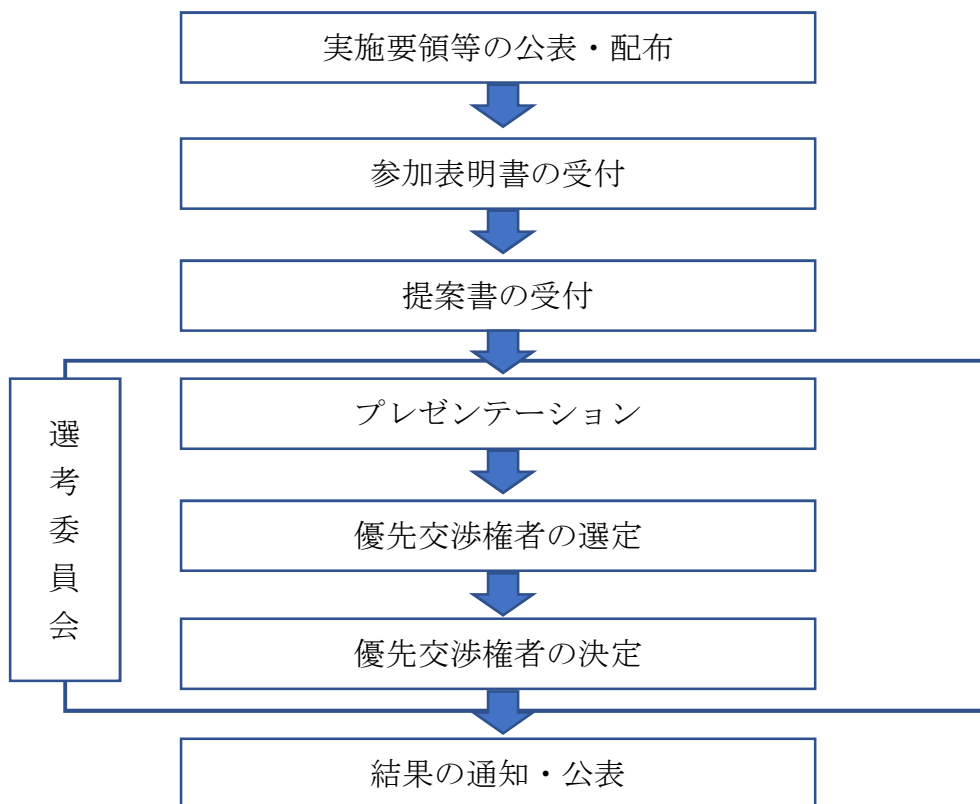 実施要領等の公表・配布
参加表明書の受付
提案書の受付
選考委員会
プレゼンテーション
優先交渉権者の選定
優先交渉権者の決定
結果の通知・公表